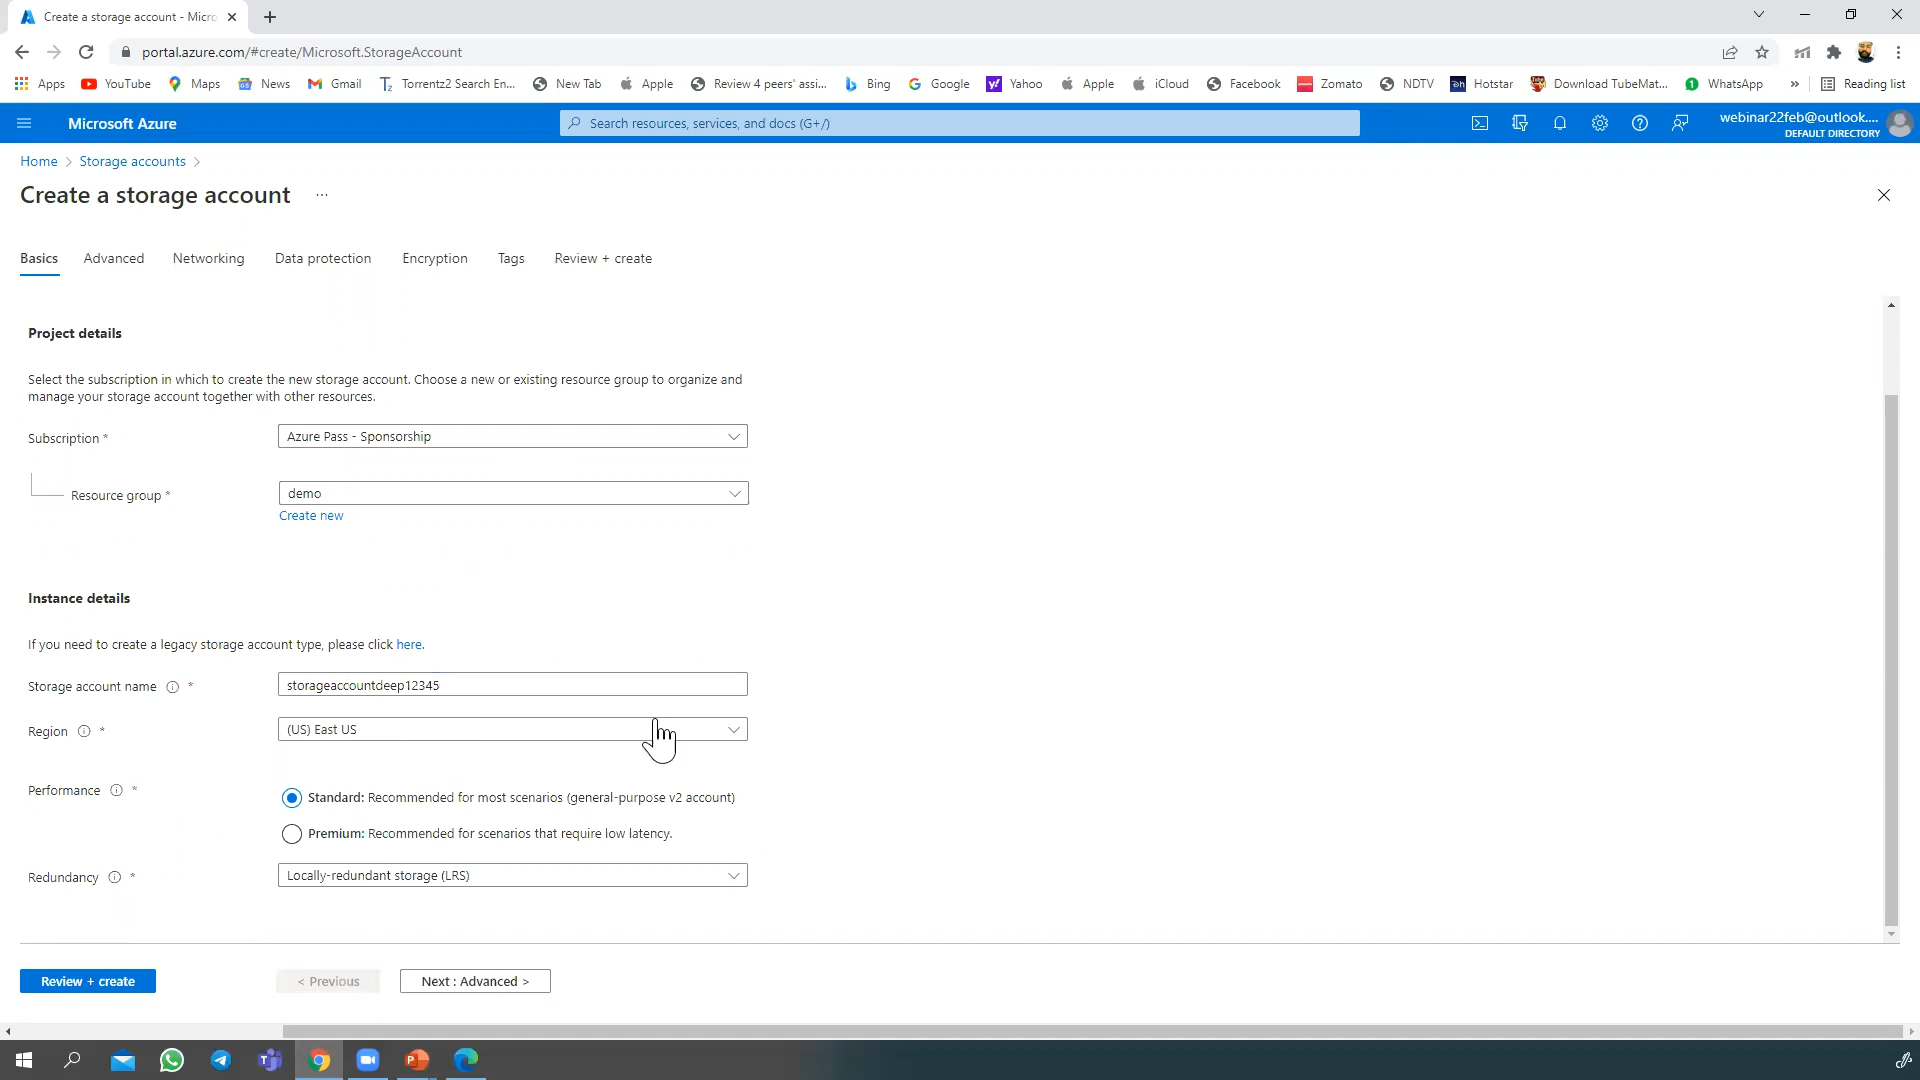 Create a storage account - Micro
portal.azure.com/#create/Microsoft.StorageAccount
Apps YouTube Maps News Gmail Torrentz2 Search En... New Tab Apple Review 4 peers' assi... Bing Google Yahoo Apple iCloud Facebook Zomato NDTV Hotstar Download TubeMat... WhatsApp » Reading list
Microsoft Azure
Search resources, services, and docs (G+/)
webinar22feb@outlook....
DEFAULT DIRECTORY
Home > Storage accounts >
Create a storage account ...
Basics Advanced Networking Data protection Encryption Tags Review + create
Project details
Select the subscription in which to create the new storage account. Choose a new or existing resource group to organize and
manage your storage account together with other resources.
Subscription * Azure Pass - Sponsorship
Resource group * demo
Create new
Instance details
If you need to create a legacy storage account type, please click here.
Storage account name * storageaccountdeep12345
Region * (US) East US
Performance * Standard: Recommended for most scenarios (general-purpose v2 account)
Premium: Recommended for scenarios that require low latency.
Redundancy * Locally-redundant storage (LRS)
Review + create < Previous Next : Advanced >